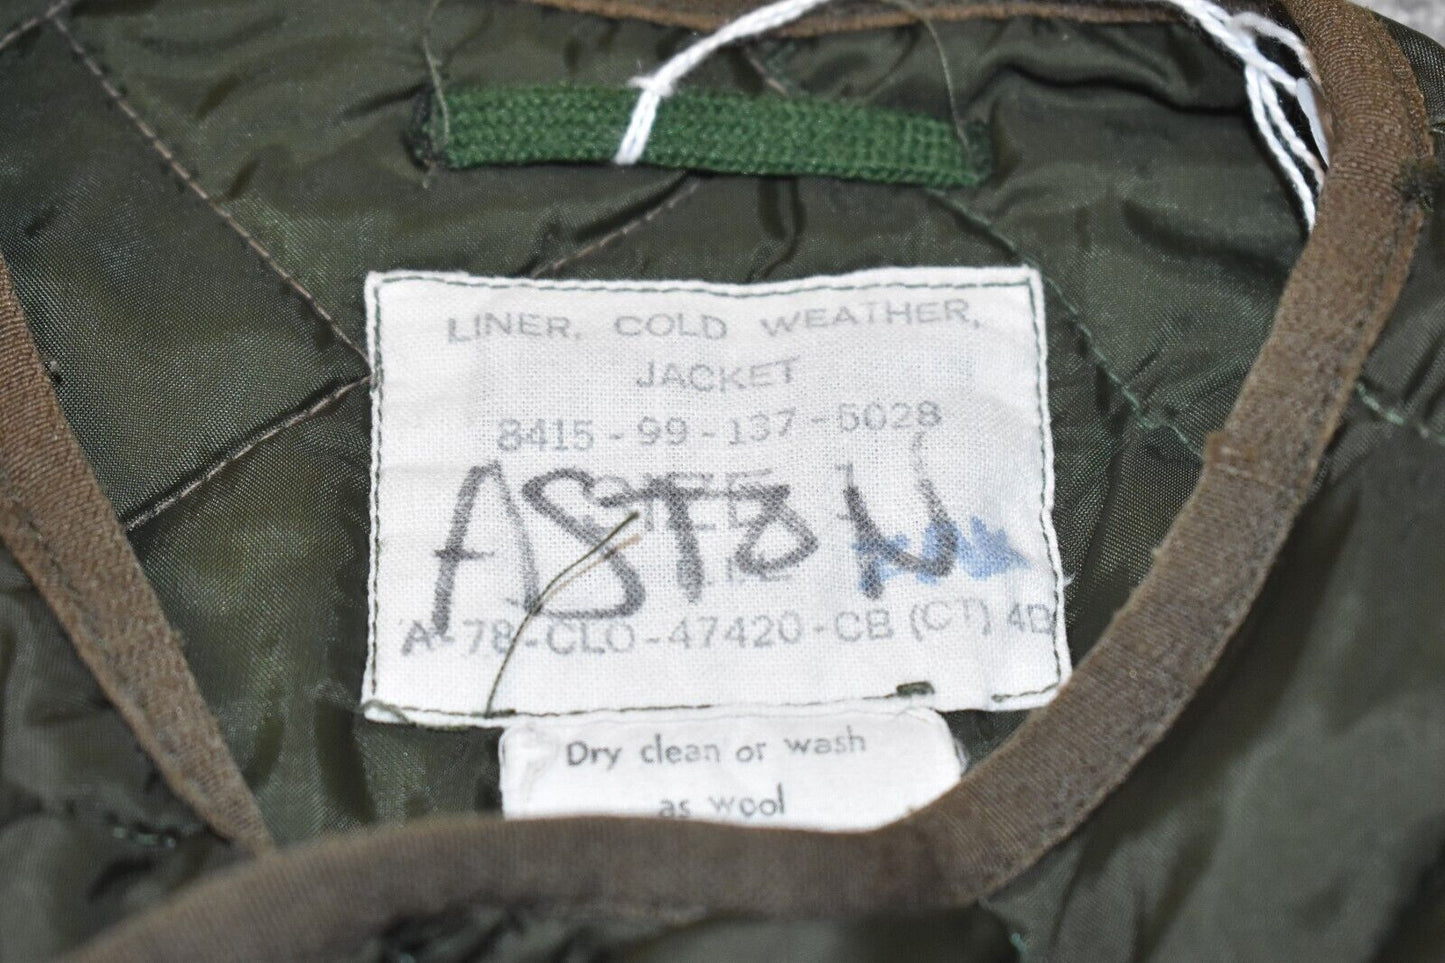 LINER, COLD WEATHER,
JACKET
8415-99-137-6028
ASTON
A-78-CLO-47420-CB (CT) 4B
Dry clean or wash
as wool